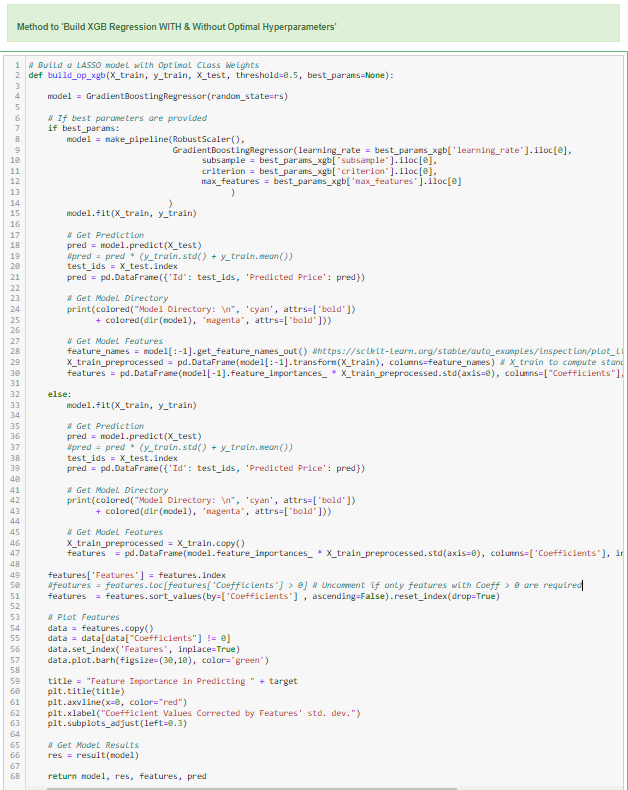 Method to 'Build XGB Regression WITH & Without Optimal Hyperparameters'
1 # Build a LASSO model with Optimal Class Weights
2 def build_op_xgb(X_train, y_train, X_test, threshold=0.5, best_params=None):
3
4 model = GradientBoostingRegressor(random_state=rs)
5
6 # If best parameters are provided
7 if best_params:
8 model = make_pipeline(RobustScaler(),
9 GradientBoostingRegressor(learning_rate = best_params_xgb['learning_rate'].iloc[0],
10 subsample = best_params_xgb['subsample'].iloc[0],
11 criterion = best_params_xgb['criterion'].iloc[0],
12 max_features = best_params_xgb['max_features'].iloc[0]
13 )
14 )
15 model.fit(X_train, y_train)
16
17 # Get Prediction
18 pred = model.predict(X_test)
19 #pred = pred * (y_train.std() + y_train.mean())
20 test_ids = X_test.index
21 pred = pd.DataFrame({'Id': test_ids, 'Predicted Price': pred})
22
23 # Get Model Directory
24 print(colored("Model Directory: \n", 'cyan', attrs=['bold'])
25 + colored(dir(model), 'magenta', attrs=['bold']))
26
27 # Get Model Features
28 feature_names = model[:-1].get_feature_names_out() #https://scikit-learn.org/stable/auto_examples/inspection/plot_li
29 X_train_preprocessed = pd.DataFrame(model[:-1].transform(X_train), columns=feature_names) # X_train to compute stand
30 features = pd.DataFrame(model[-1].feature_importances_ * X_train_preprocessed.std(axis=0), columns=["Coefficients"],
31
32 else:
33 model.fit(X_train, y_train)
34
35 # Get Prediction
36 pred = model.predict(X_test)
37 #pred = pred * (y_train.std() + y_train.mean())
38 test_ids = X_test.index
39 pred = pd.DataFrame({'Id': test_ids, 'Predicted Price': pred})
40
41 # Get Model Directory
42 print(colored("Model Directory: \n", 'cyan', attrs=['bold'])
43 + colored(dir(model), 'magenta', attrs=['bold']))
44
45 # Get Model Features
46 X_train_preprocessed = X_train.copy()
47 features = pd.DataFrame(model.feature_importances_ * X_train_preprocessed.std(axis=0), columns=['Coefficients'], in
48
49 features['Features'] = features.index
50 #features = features.loc[features['Coefficients'] > 0] # Uncomment if only features with Coeff > 0 are required
51 features = features.sort_values(by=['Coefficients'] , ascending=False).reset_index(drop=True)
52
53 # Plot Features
54 data = features.copy()
55 data = data[data["Coefficients"] != 0]
56 data.set_index('Features', inplace=True)
57 data.plot.barh(figsize=(30,10), color='green')
58
59 title = "Feature Importance in Predicting " + target
60 plt.title(title)
61 plt.axvline(x=0, color="red")
62 plt.xlabel("Coefficient Values Corrected by Features' std. dev.")
63 plt.subplots_adjust(left=0.3)
64
65 # Get Model Results
66 res = result(model)
67
68 return model, res, features, pred